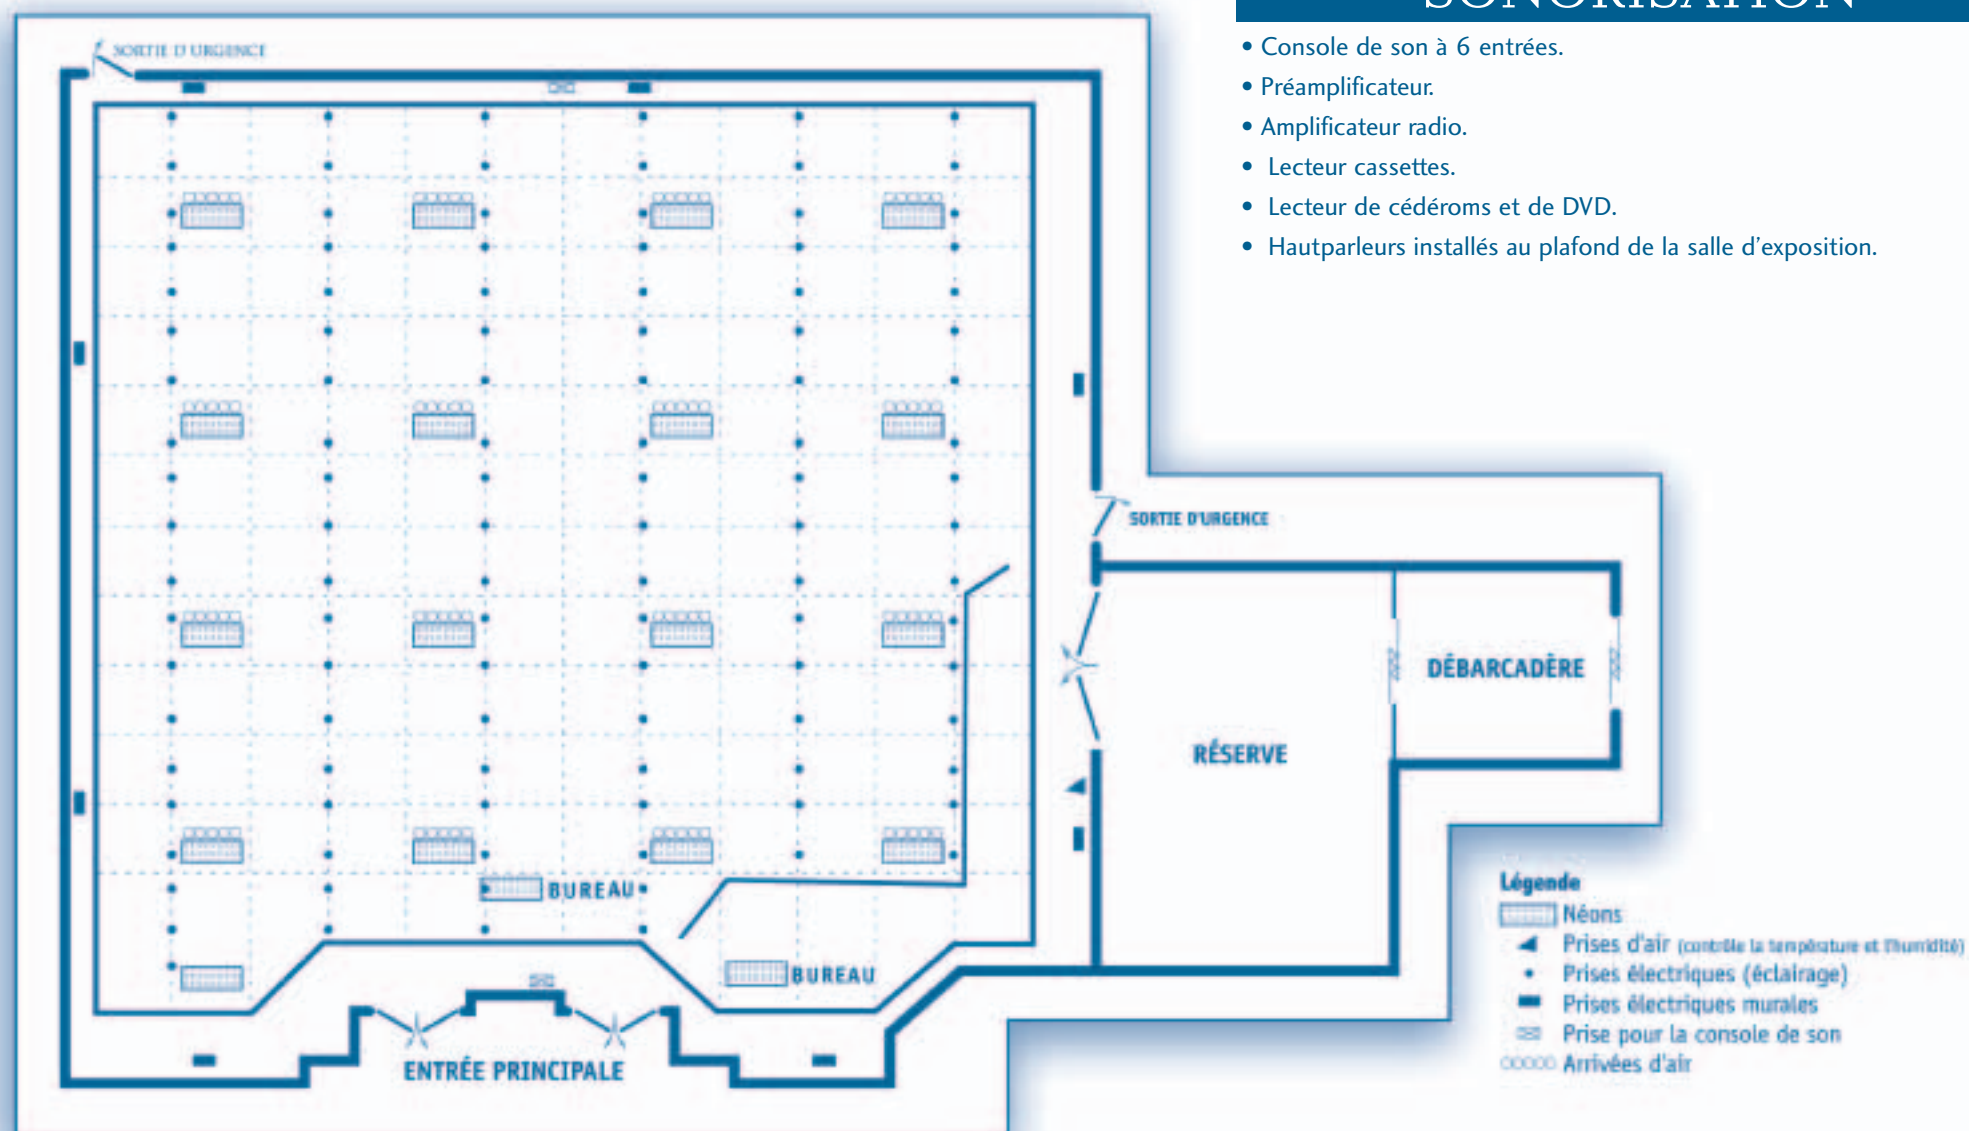 SONORISATION
• Console de son à 6 entrées.
• Préamplificateur.
• Amplificateur radio.
• Lecteur cassettes.
• Lecteur de cédéroms et de DVD.
• Hautparleurs installés au plafond de la salle d'exposition.
SORTIE D'URGENCE
SORTIE D'URGENCE
DÉBARCADÈRE
RÉSERVE
BUREAU
BUREAU
ENTRÉE PRINCIPALE
Légende
Néons
Prises d'air (contrôle la température et l'humidité)
Prises électriques (éclairage)
Prises électriques murales
Prise pour la console de son
Arrivées d'air